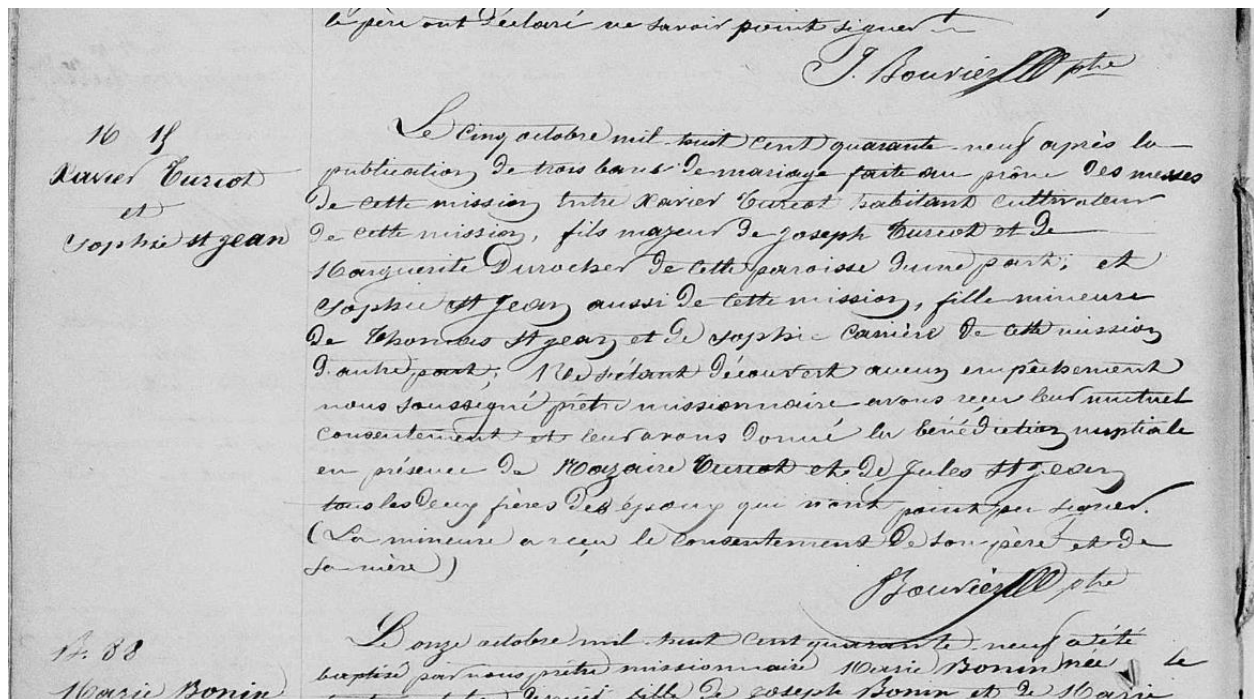 le père ont déclaré ne savoir point signer
J. Bouvier ptre
M 15
Xavier Turcot
et
Sophie st jean
Le cinq octobre mil huit cent quarante neuf après la
publication de trois bans de mariage faite au prône des messes
de cette mission entre Xavier Turcot habitant cultivateur
de cette mission, fils majeur de joseph Turcot et de
Marguerite Durocher de cette paroisse d'une part; et
Sophie st Jean aussi de cette mission, fille mineure
de Thomas st jean et de Sophie Carrière de cette mission
d'autre part; Ne s'étant découvert aucun empêchement
nous soussigné prêtre missionnaire avons reçu leur mutuel
consentement et leur avons donné la bénédiction nuptiale
en présence de Nazaire Turcot et de Jules st jean
tous les deux frères des époux qui n'ont point pu signer.
(La mineure a reçu le consentement de son père et de
sa mère)
Bouvier ptre
B. 88
Marie Bonin
Le onze octobre mil huit cent quarante neuf a été
baptisé par nous prêtre missionnaire Marie Bonin née le
dernier fille de Joseph Bonin et de Marie